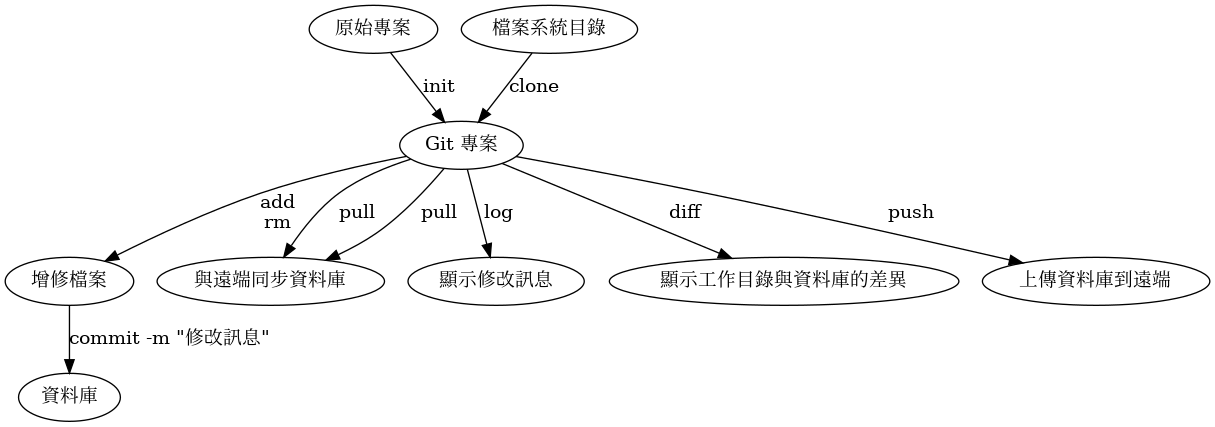 原始專案
檔案系統目錄
init
clone
Git 專案
add
rm
pull
pull
log
diff
push
增修檔案
與遠端同步資料庫
顯示修改訊息
顯示工作目錄與資料庫的差異
上傳資料庫到遠端
commit -m "修改訊息"
資料庫